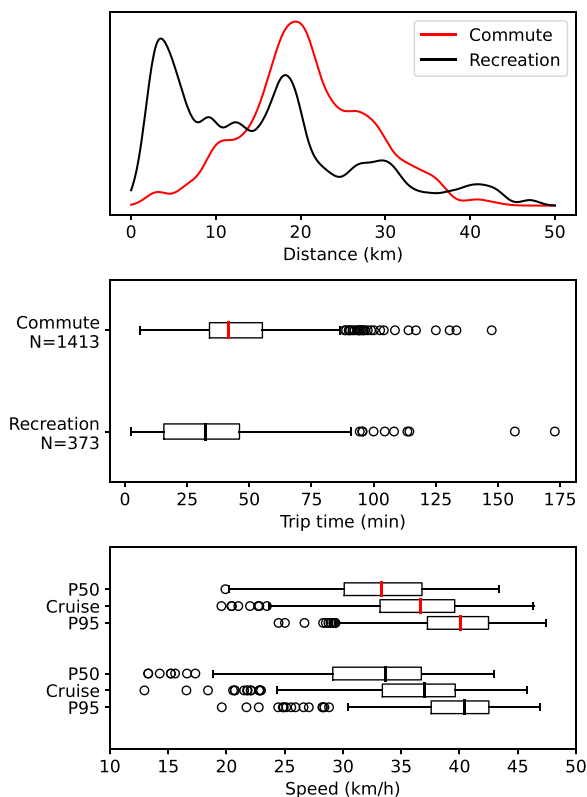 Commute
Recreation
0 10 20 30 40 50
Distance (km)
Commute
N=1413
Recreation
N=373
0 25 50 75 100 125 150 175
Trip time (min)
P50
Cruise
P95
P50
Cruise
P95
10 15 20 25 30 35 40 45 50
Speed (km/h)